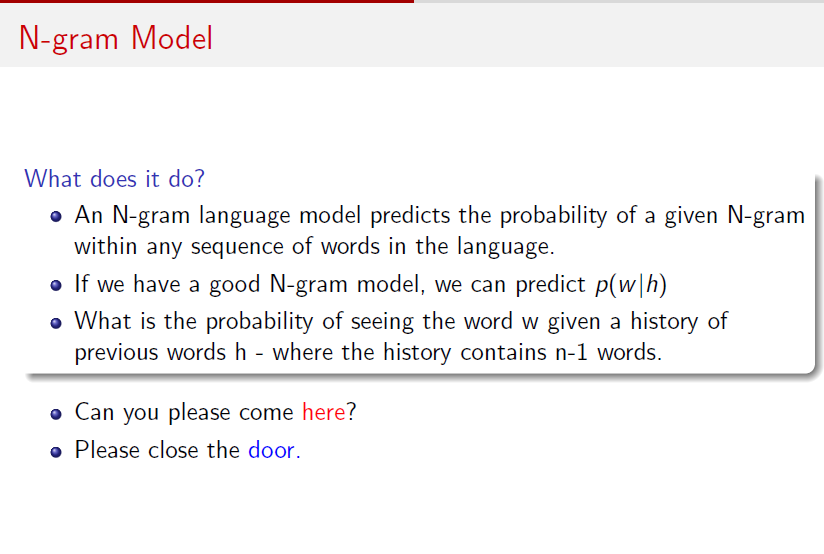 N-gram Model
What does it do?
An N-gram language model predicts the probability of a given N-gram
within any sequence of words in the language.
If we have a good N-gram model, we can predict p(w|h)
What is the probability of seeing the word w given a history of
previous words h - where the history contains n-1 words.
Can you please come here?
Please close the door.